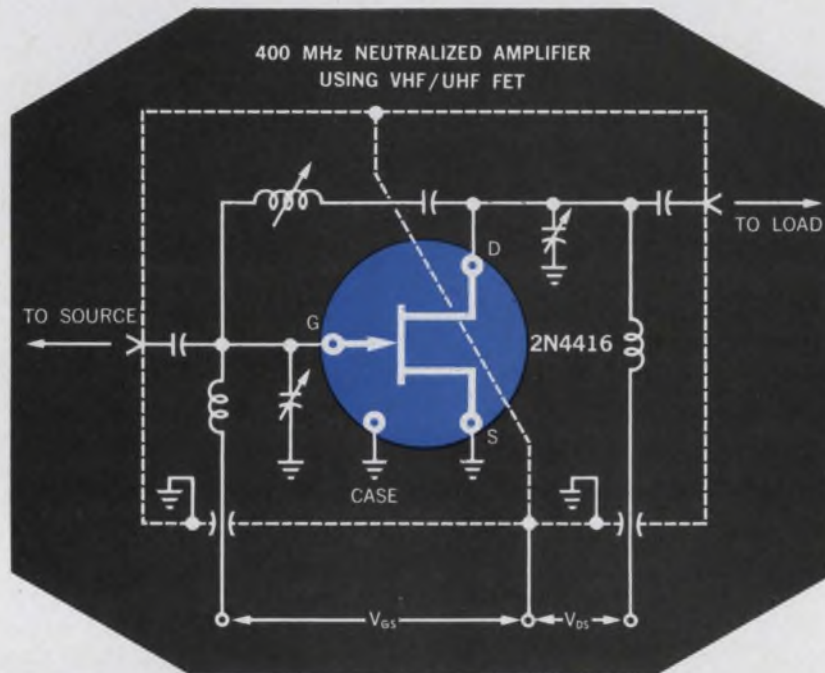 400 MHz NEUTRALIZED AMPLIFIER
USING VHF/UHF FET
TO LOAD
D
TO SOURCE
G
2N4416
S
CASE
VGS
VDS